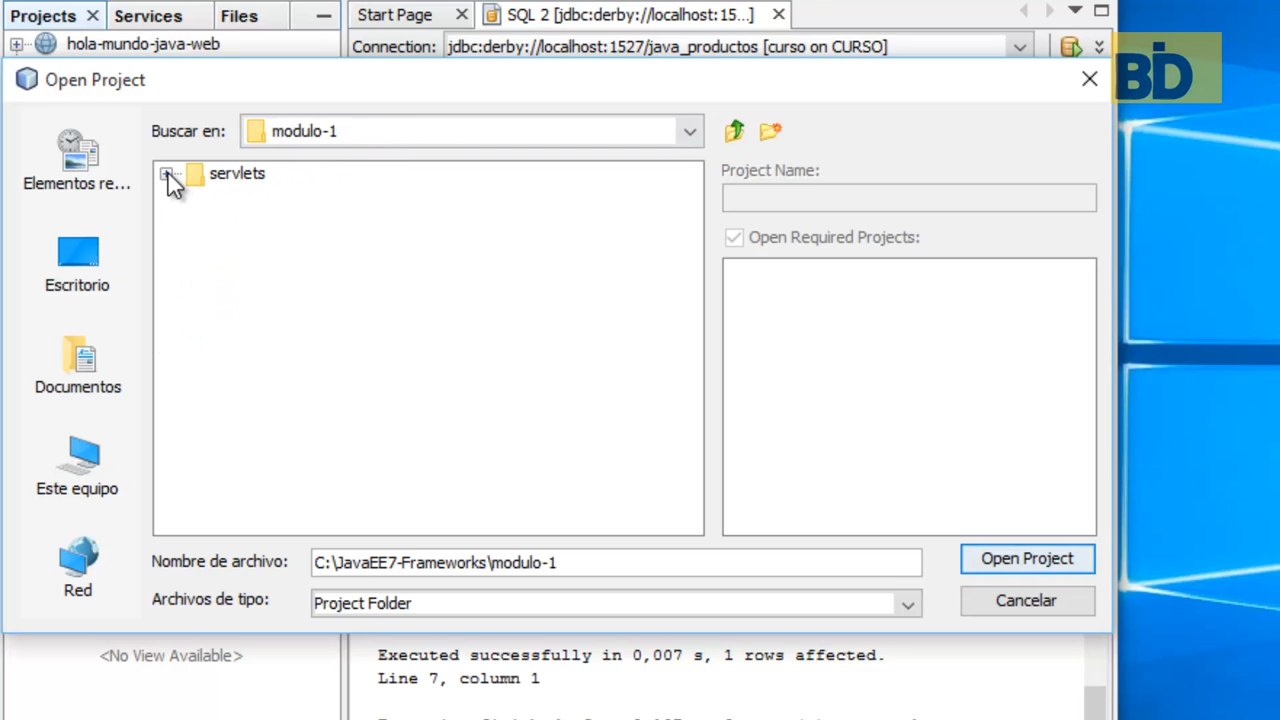 Projects Services Files
Start Page SQL 2 [jdbc:derby://localhost:15...]
hola-mundo-java-web
Connection: jdbc:derby://localhost:1527/java_productos [curso on CURSO]
BID
Open Project
Buscar en: modulo-1
servlets
Elementos re...
Escritorio
Documentos
Este equipo
Red
Project Name:
Open Required Projects:
Nombre de archivo: C:\JavaEE7-Frameworks\modulo-1
Open Project
Archivos de tipo: Project Folder
Cancelar
<No View Available>
Executed successfully in 0,007 s, 1 rows affected.
Line 7, column 1